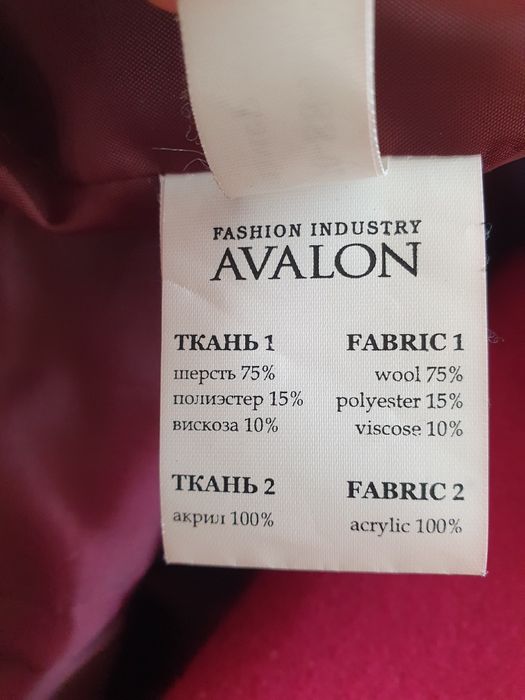 FASHION INDUSTRY
AVALON
ТКАНЬ 1 FABRIC 1
шерсть 75% wool 75%
полиэстер 15% polyester 15%
вискоза 10% viscose 10%
ТКАНЬ 2 FABRIC 2
акрил 100% acrylic 100%